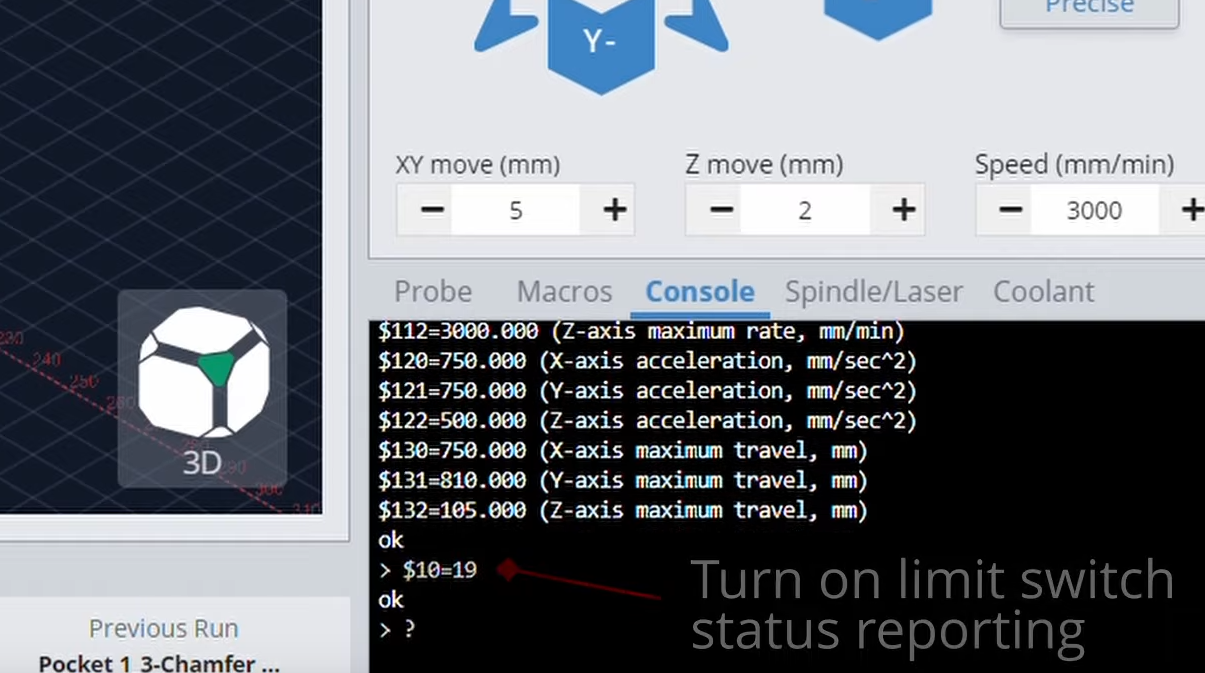 Precise
Y-
XY move (mm)
Z move (mm)
Speed (mm/min)
− 5 +
− 2 +
− 3000 +
Probe
Macros
Console
Spindle/Laser
Coolant
$112=3000.000 (Z-axis maximum rate, mm/min)
$120=750.000 (X-axis acceleration, mm/sec^2)
$121=750.000 (Y-axis acceleration, mm/sec^2)
$122=500.000 (Z-axis acceleration, mm/sec^2)
$130=750.000 (X-axis maximum travel, mm)
$131=810.000 (Y-axis maximum travel, mm)
$132=105.000 (Z-axis maximum travel, mm)
ok
> $10=19
ok
> ?
Turn on limit switch
status reporting
230
240
250
260
3D
290
300
310
Previous Run
Pocket 1_3-Chamfer ...